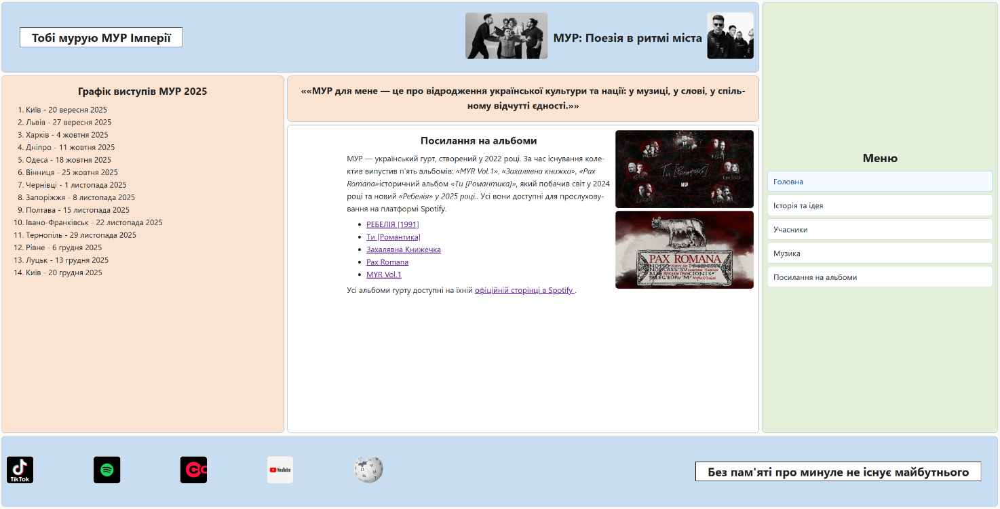 Тобі мурую МУР Імперії
МУР: Поезія в ритмі міста
Графік виступів МУР 2025
1. Київ - 20 вересня 2025
2. Львів - 27 вересня 2025
3. Харків - 4 жовтня 2025
4. Дніпро - 11 жовтня 2025
5. Одеса - 18 жовтня 2025
6. Вінниця - 25 жовтня 2025
7. Чернівці - 1 листопада 2025
8. Запоріжжя - 8 листопада 2025
9. Полтава - 15 листопада 2025
10. Івано-Франківськ - 22 листопада 2025
11. Тернопіль - 29 листопада 2025
12. Рівне - 6 грудня 2025
13. Луцьк - 13 грудня 2025
14. Київ - 20 грудня 2025
««МУР для мене — це про відродження української культури та нації: у музиці, у слові, у спіль-
ному відчутті єдності.»»
Посилання на альбоми
МУР — український гурт, створений у 2022 році. За час існування коле-
ктив випустив п'ять альбомів: «MYR Vol.1», «Захалявна книжка», «Pax
Romana»історичний альбом «Ти [Романтика]», який побачив світ у 2024
році та новий «Ребелія» у 2025 році.. Усі вони доступні для прослухову-
вання на платформі Spotify.
• РЕБЕЛІЯ [1991]
• Ти [Романтика]
• Захалявна Книжечка
• Pax Romana
• MYR Vol.1
Усі альбоми гурту доступні на їхній офіційній сторінці в Spotify .
Ти [Романтика]
МУР
PAX ROMANA
Меню
Головна
Історія та ідея
Учасники
Музика
Посилання на альбоми
TikTok
YouTube
Без пам'яті про минуле не існує майбутнього